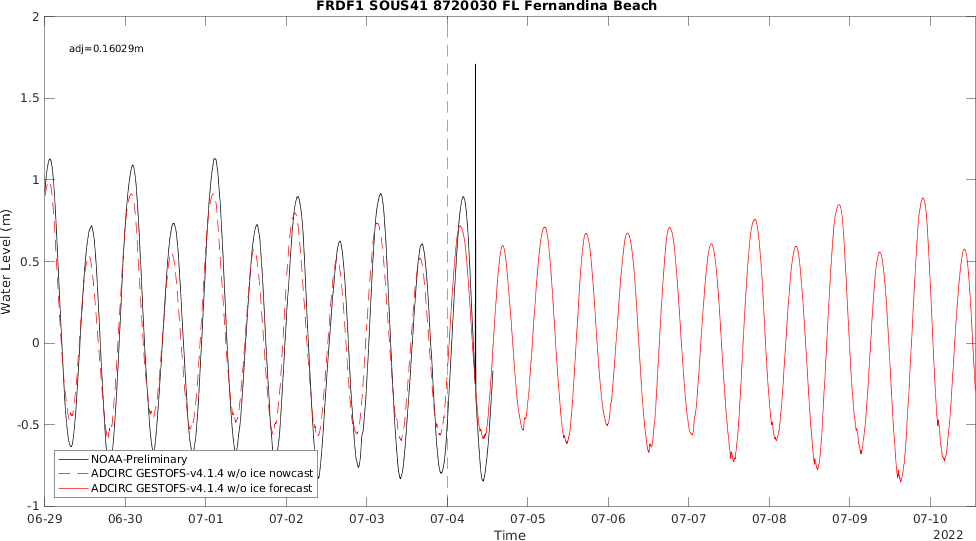 FRDF1 SOUS41 8720030 FL Fernandina Beach
2
adj=0.16029m
1.5
1
0.5
0
-0.5
-1
Water Level (m)
NOAA-Preliminary
ADCIRC GESTOFS-v4.1.4 w/o ice nowcast
ADCIRC GESTOFS-v4.1.4 w/o ice forecast
06-29 06-30 07-01 07-02 07-03 07-04 07-05 07-06 07-07 07-08 07-09 07-10
Time
2022